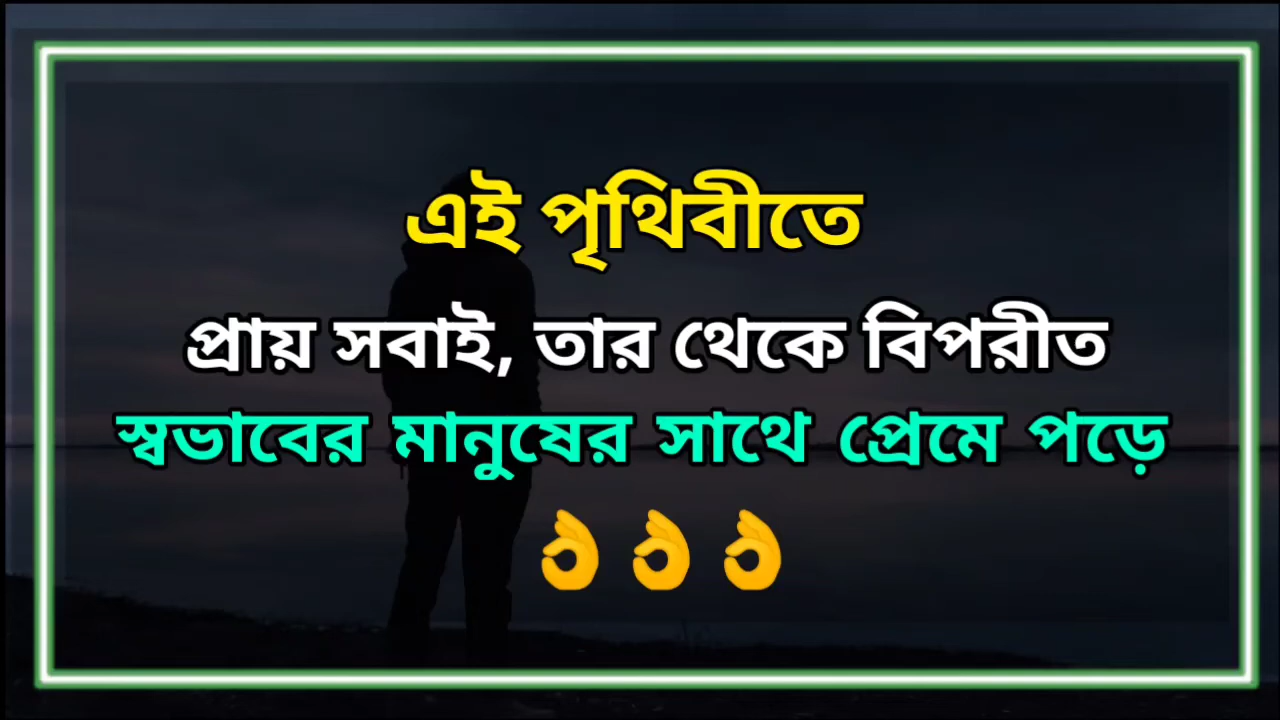 এই পৃথিবীতে
প্রায় সবাই, তার থেকে বিপরীত
স্বভাবের মানুষের সাথে প্রেমে পড়ে
👌👌👌